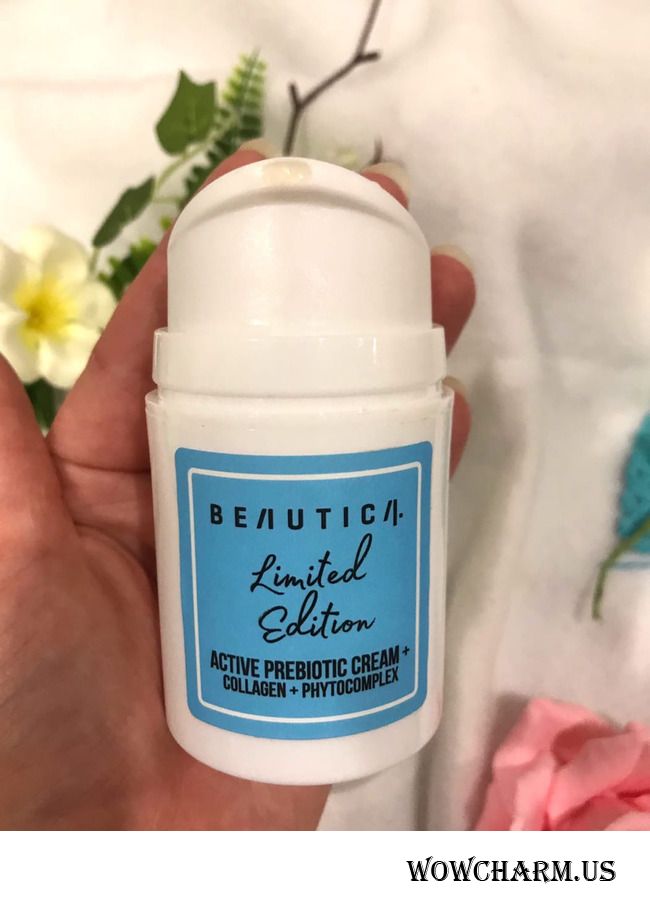 BEAUTICA.
Limited
Edition
ACTIVE PREBIOTIC CREAM +
COLLAGEN + PHYTOCOMPLEX
WOWCHARM.US